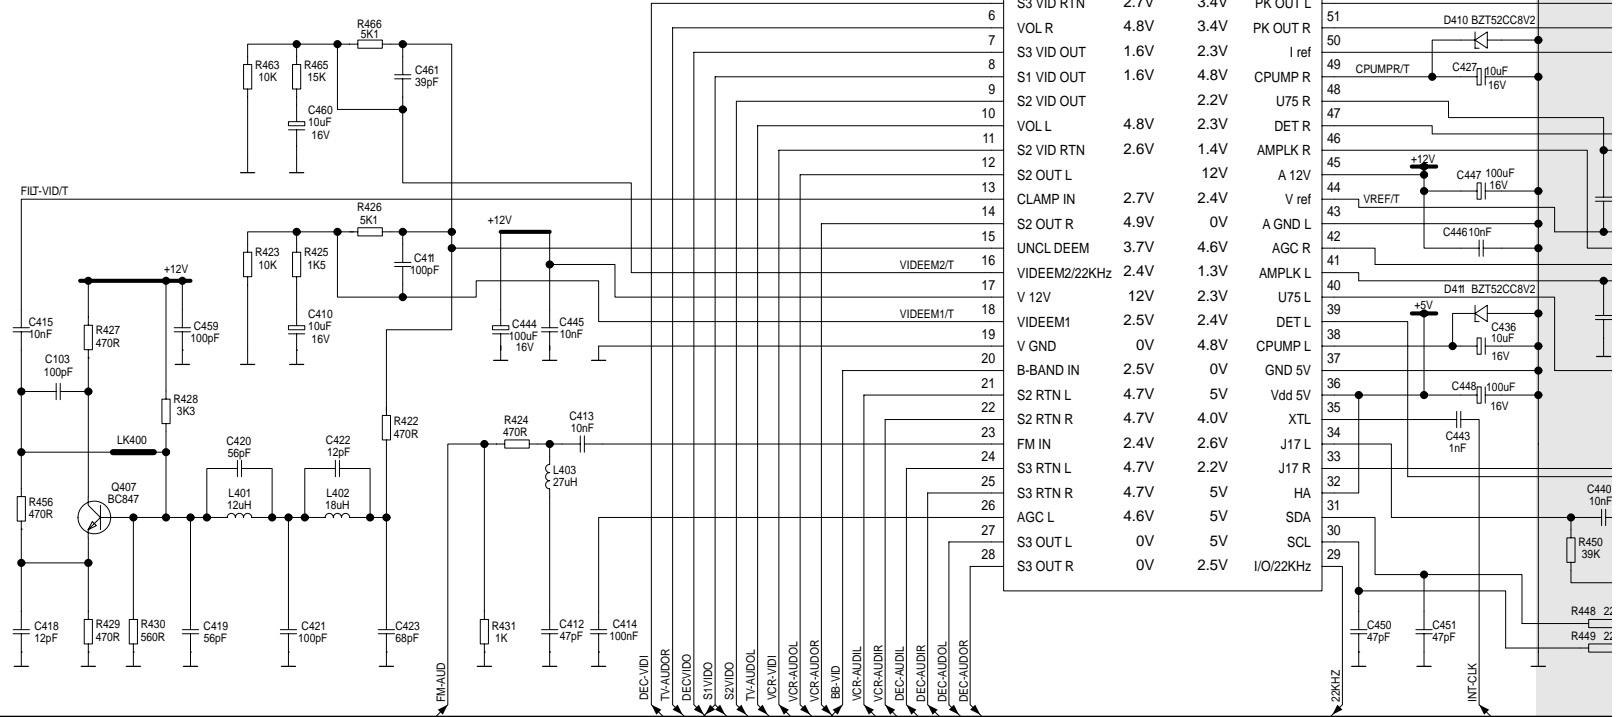 S3 VID RTN 2.7V 3.4V PK OUT L
6 VOL R 4.8V 3.4V PK OUT R 51
7 S3 VID OUT 1.6V 2.3V I ref 50
8 S1 VID OUT 1.6V 4.8V CPUMP R 49
9 S2 VID OUT 2.2V U75 R 48
10 VOL L 4.8V 2.3V DET R 47
11 S2 VID RTN 2.6V 1.4V AMPLK R 46
12 S2 OUT L 12V A 12V 45
13 CLAMP IN 2.7V 2.4V V ref 44
14 S2 OUT R 4.9V 0V A GND L 43
15 UNCL DEEM 3.7V 4.6V AGC R 42
16 VIDEEM2/22KHz 2.4V 1.3V AMPLK L 41
17 V 12V 12V 2.3V U75 L 40
18 VIDEEM1 2.5V 2.4V DET L 39
19 V GND 0V 4.8V CPUMP L 38
20 B-BAND IN 2.5V 0V GND 5V 37
21 S2 RTN L 4.7V 5V Vdd 5V 36
22 S2 RTN R 4.7V 4.0V XTL 35
23 FM IN 2.4V 2.6V J17 L 34
24 S3 RTN L 4.7V 2.2V J17 R 33
25 S3 RTN R 4.7V 5V HA 32
26 AGC L 4.6V 5V SDA 31
27 S3 OUT L 0V 5V SCL 30
28 S3 OUT R 0V 2.5V I/O/22KHz 29
R466
5K1
R463
10K
R465
15K
C461
39pF
C460
10uF
16V
FILT-VID/T
R426
5K1
R423
10K
R425
1K5
C411
100pF
C410
10uF
16V
+12V
+12V
VIDEEM2/T
VIDEEM1/T
C444
100uF
16V
C445
10nF
C415
10nF
R427
470R
C459
100pF
C103
100pF
R428
3K3
LK400
R422
470R
C420
56pF
C422
12pF
L401
12uH
L402
18uH
Q407
BC847
R456
470R
R424
470R
C413
10nF
L403
27uH
C418
12pF
R429
470R
R430
560R
C419
56pF
C421
100pF
C423
68pF
R431
1K
C412
47pF
C414
100nF
FM-AUD
DEC-VIDI
TV-AUDOR
DECVIDO
S1VIDO
S2VIDO
TV-AUDOL
VCR-VIDI
VCR-AUDOL
VCR-AUDOR
BB-VID
VCR-AUDIL
VCR-AUDIR
DEC-AUDIL
DEC-AUDIR
DEC-AUDOL
DEC-AUDOR
22KHZ
INT-CLK
D410 BZT52CC8V2
CPUMPR/T
C427 10uF
16V
+12V
C447 100uF
16V
VREF/T
C446 10nF
D411 BZT52CC8V2
+5V
C436
10uF
16V
C448 100uF
16V
C443
1nF
C440
10nF
R450
39K
C450
47pF
C451
47pF
R448 22
R449 22